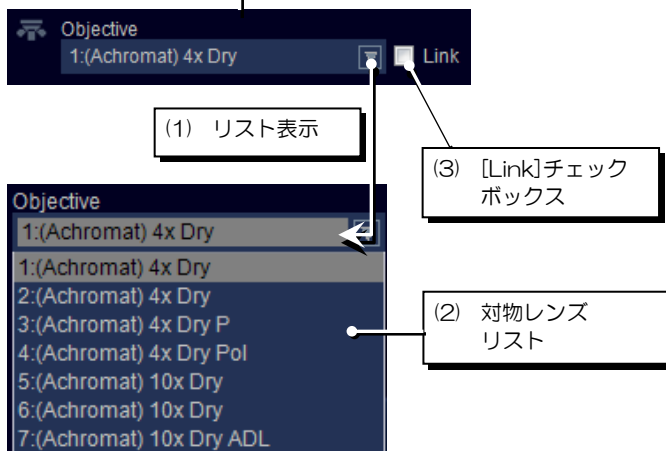 Objective
1:(Achromat) 4x Dry
Link
(1) リスト表示
(3) [Link]チェック
ボックス
Objective
1:(Achromat) 4x Dry
1:(Achromat) 4x Dry
2:(Achromat) 4x Dry
3:(Achromat) 4x Dry P
4:(Achromat) 4x Dry Pol
5:(Achromat) 10x Dry
6:(Achromat) 10x Dry
7:(Achromat) 10x Dry ADL
(2) 対物レンズ
リスト